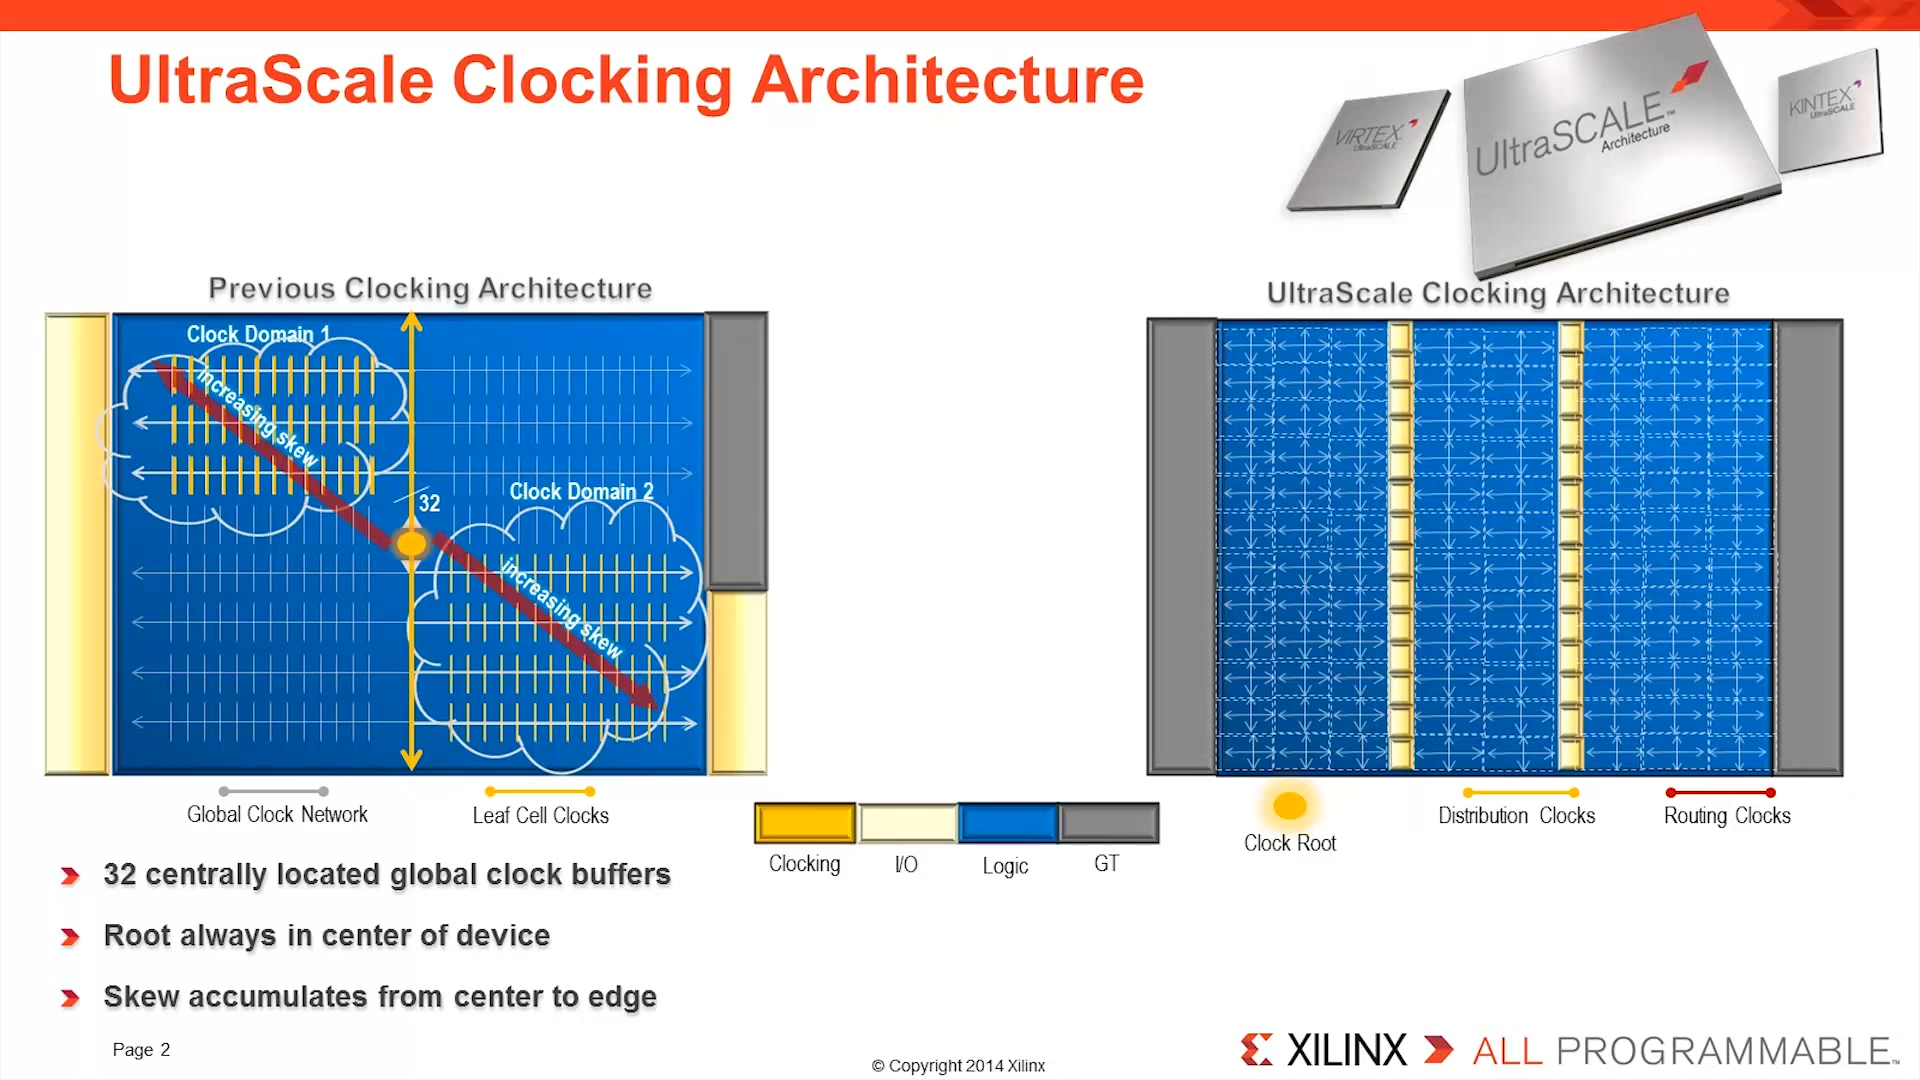 UltraScale Clocking Architecture
VIRTEX
UltraSCALE
UltraSCALE™
Architecture
KINTEX
UltraSCALE
Previous Clocking Architecture
Clock Domain 1
increasing skew
32
Clock Domain 2
increasing skew
Global Clock Network
Leaf Cell Clocks
UltraScale Clocking Architecture
Clock Root
Distribution Clocks
Routing Clocks
Clocking
I/O
Logic
GT
32 centrally located global clock buffers
Root always in center of device
Skew accumulates from center to edge
Page 2
© Copyright 2014 Xilinx
XILINX
ALL PROGRAMMABLE™